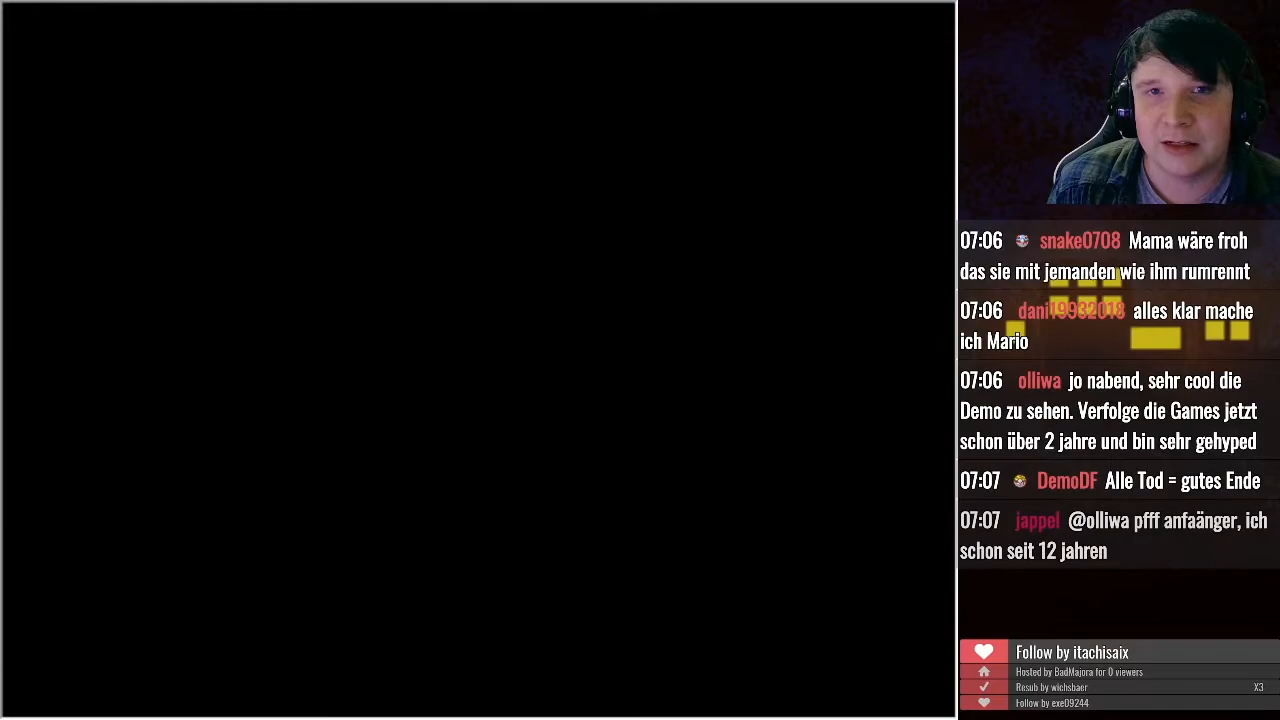 07:06 snake0708 Mama wäre froh
das sie mit jemanden wie ihm rumrennt
07:06 dani19932018 alles klar mache
ich Mario
07:06 olliwa jo nabend, sehr cool die
Demo zu sehen. Verfolge die Games jetzt
schon über 2 jahre und bin sehr gehyped
07:07 DemoDF Alle Tod = gutes Ende
07:07 jappel @olliwa pfff anfaänger, ich
schon seit 12 jahren
Follow by itachisaix
Hosted by BadMajora for 0 viewers
Resub by wichsbaer X3
Follow by exe09244